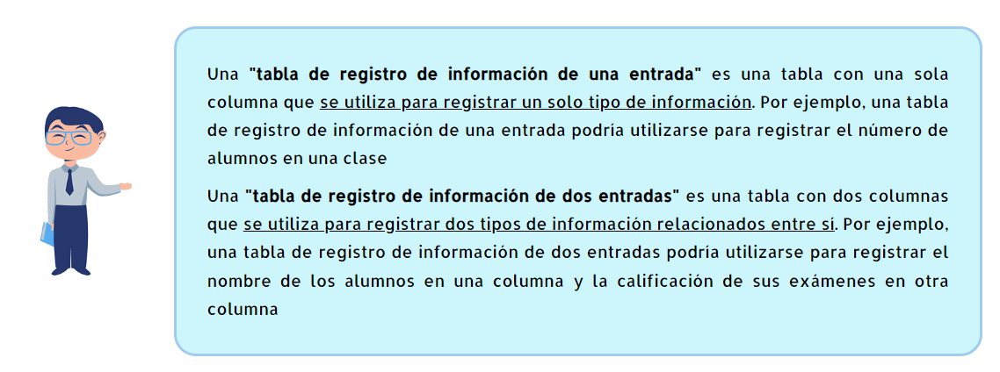 Una "tabla de registro de información de una entrada" es una tabla con una sola
columna que se utiliza para registrar un solo tipo de información. Por ejemplo, una tabla
de registro de información de una entrada podría utilizarse para registrar el número de
alumnos en una clase
Una "tabla de registro de información de dos entradas" es una tabla con dos columnas
que se utiliza para registrar dos tipos de información relacionados entre sí. Por ejemplo,
una tabla de registro de información de dos entradas podría utilizarse para registrar el
nombre de los alumnos en una columna y la calificación de sus exámenes en otra
columna